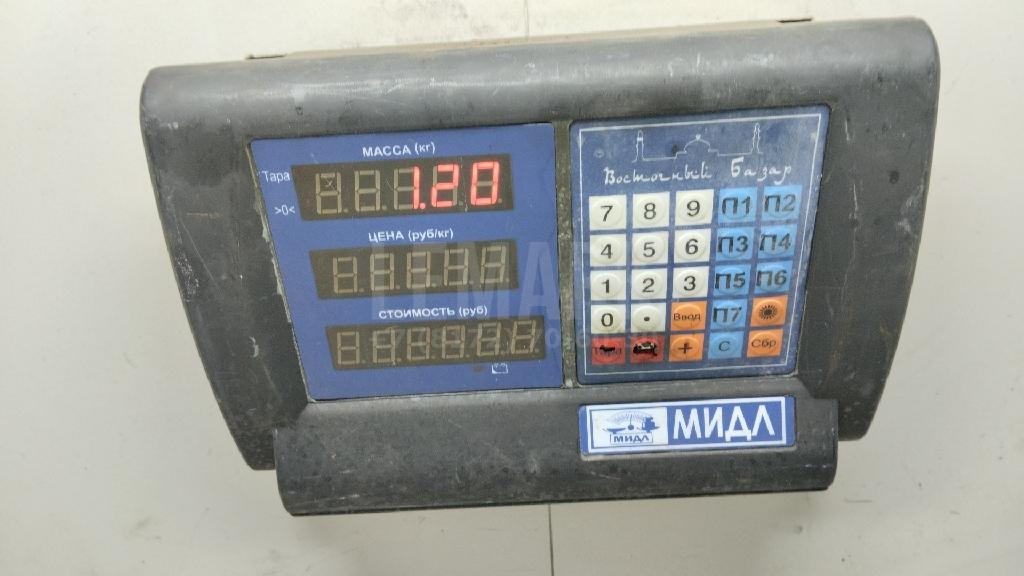 МАССА (кг)
Тара
1.20
>0<
ЦЕНА (руб/кг)
СТОИМОСТЬ (руб)
Восточный Базар
7 8 9 П1 П2
4 5 6 П3 П4
1 2 3 П5 П6
0 . Ввод П7
+ С Сбр
МИДЛ
МИДЛ